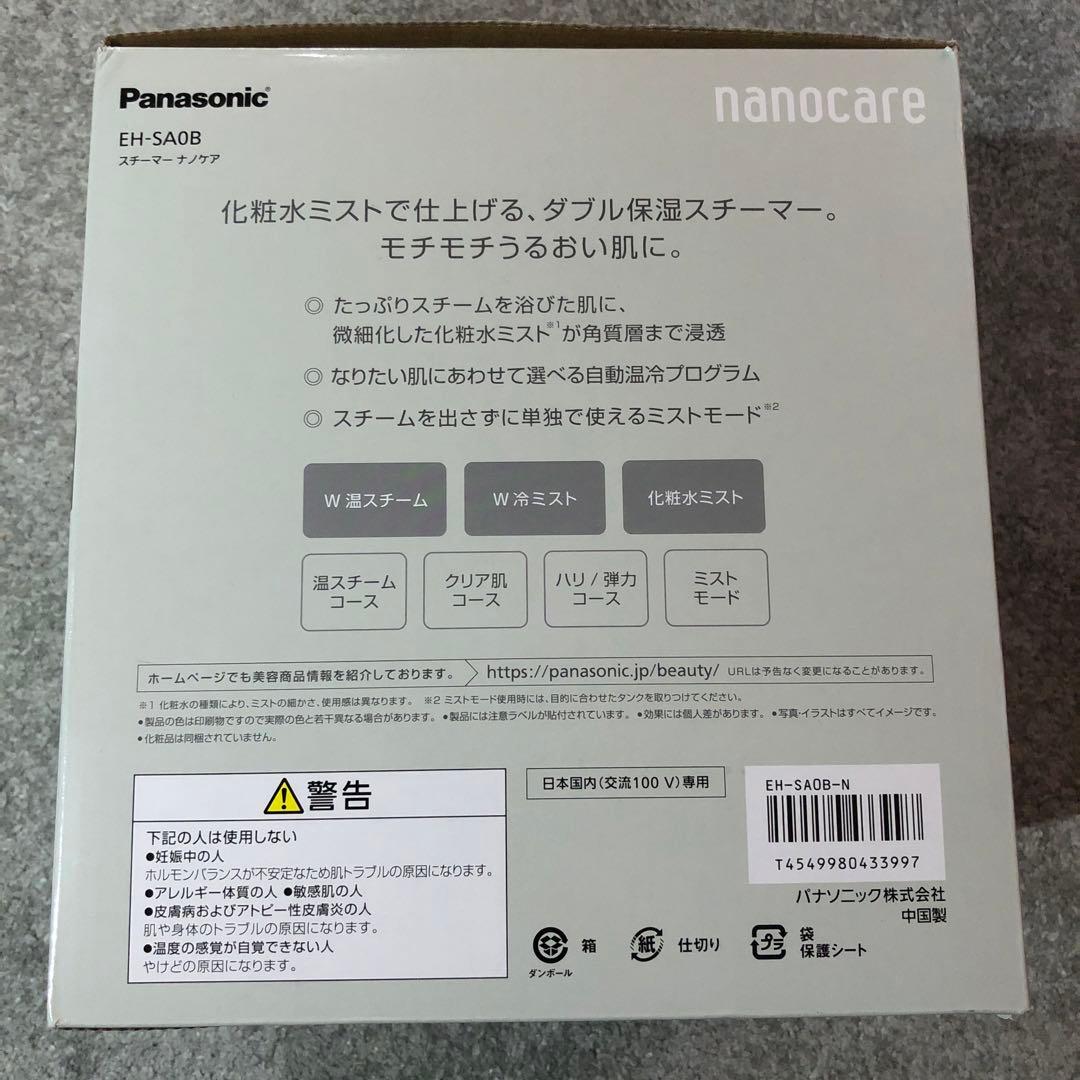 Panasonic
nanocare
EH-SA0B
スチーマー ナノケア
化粧水ミストで仕上げる、ダブル保湿スチーマー。
モチモチうるおい肌に。
◎ たっぷりスチームを浴びた肌に、
微細化した化粧水ミスト※1が角質層まで浸透
◎ なりたい肌にあわせて選べる自動温冷プログラム
◎ スチームを出さずに単独で使えるミストモード※2
W 温スチーム
W 冷ミスト
化粧水ミスト
温スチーム
コース
クリア肌
コース
ハリ / 弾力
コース
ミスト
モード
ホームページでも美容商品情報を紹介しております。 https://panasonic.jp/beauty/ URLは予告なく変更になることがあります。
※1 化粧水の種類により、ミストの細かさ、使用感は異なります。 ※2 ミストモード使用時には、目的に合わせたタンクを取りつけてください。
●製品の色は印刷物ですので実際の色と若干異なる場合があります。 ●製品には注意ラベルが貼付されています。 ●効果には個人差があります。 ●写真・イラストはすべてイメージです。
●化粧品は同梱されていません。
警告
下記の人は使用しない
●妊娠中の人
ホルモンバランスが不安定なため肌トラブルの原因になります。
●アレルギー体質の人 ●敏感肌の人
●皮膚病およびアトピー性皮膚炎の人
肌や身体のトラブルの原因になります。
●温度の感覚が自覚できない人
やけどの原因になります。
日本国内(交流100 V)専用
EH-SA0B-N
T4549980433997
パナソニック株式会社
中国製
ダンボール
箱
紙
仕切り
プラ
袋
保護シート